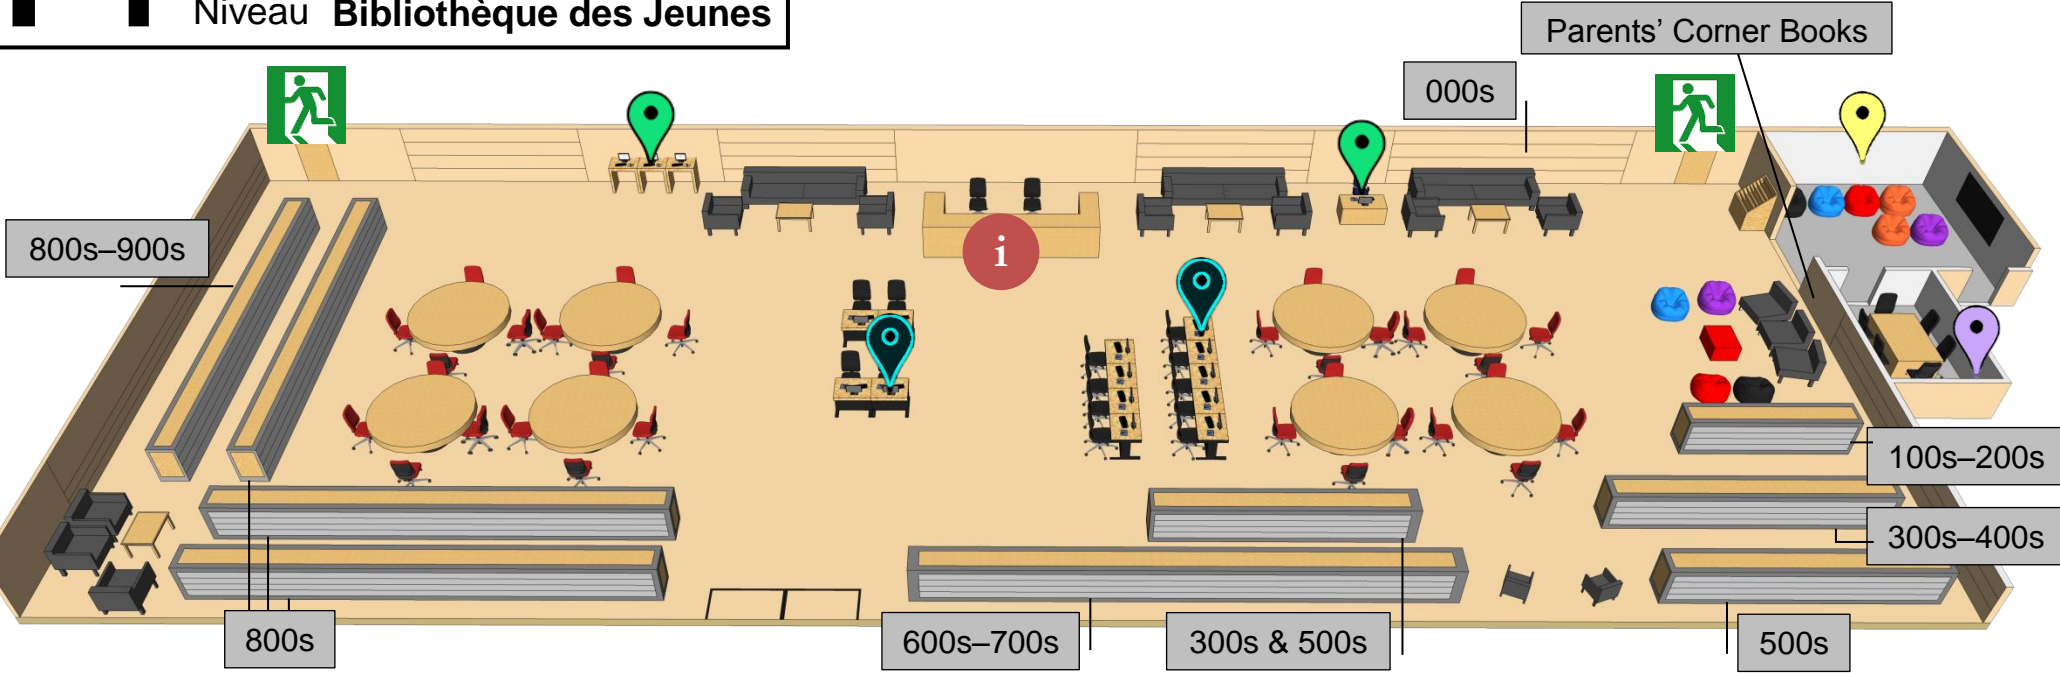 Niveau Bibliothèque des Jeunes
Parents' Corner Books
000s
800s–900s
i
100s–200s
300s–400s
800s
600s–700s
300s & 500s
500s